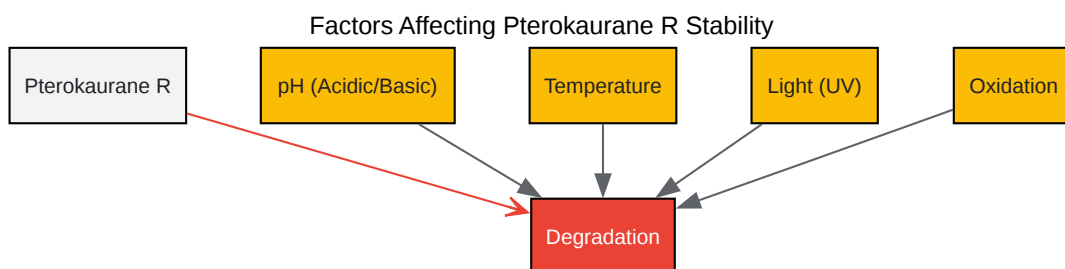 Factors Affecting Pterokaurane R Stability
Pterokaurane R
pH (Acidic/Basic)
Temperature
Light (UV)
Oxidation
Degradation